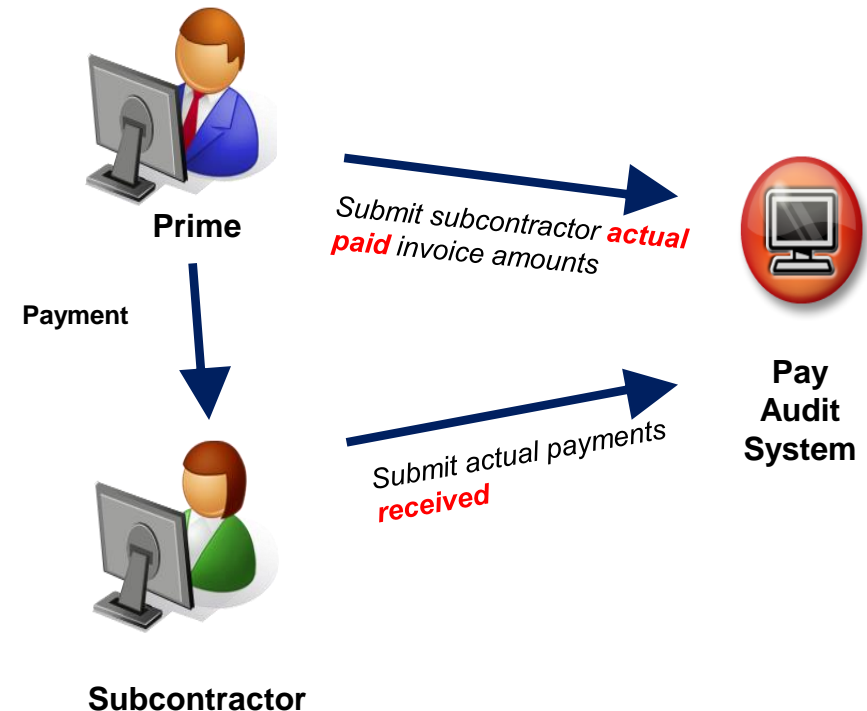 Prime
Submit subcontractor actual
paid invoice amounts
Payment
Pay
Audit
System
Submit actual payments
received
Subcontractor